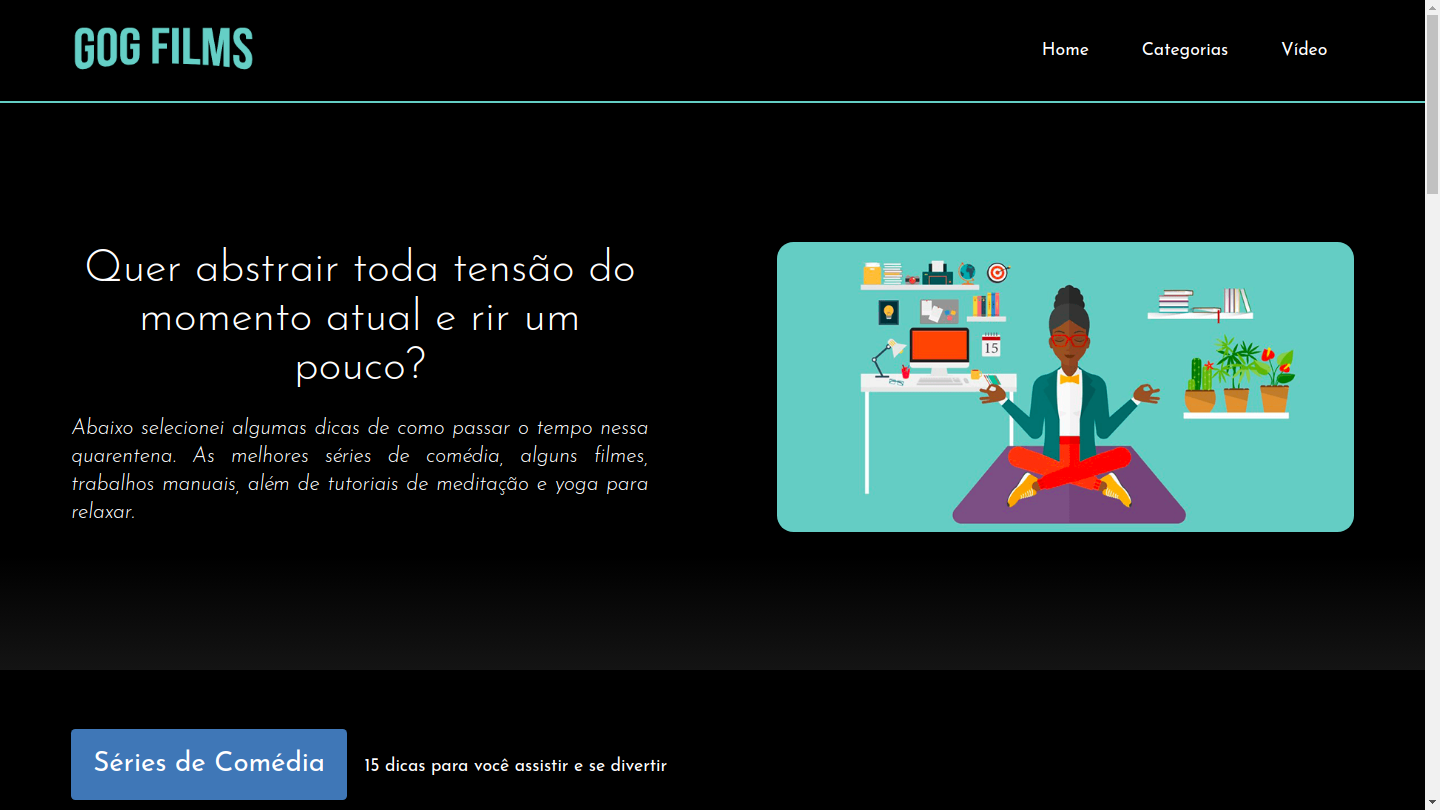 GOG FILMS
Home Categorias Vídeo
Quer abstrair toda tensão do
momento atual e rir um
pouco?
Abaixo selecionei algumas dicas de como passar o tempo nessa
quarentena. As melhores séries de comédia, alguns filmes,
trabalhos manuais, além de tutoriais de meditação e yoga para
relaxar.
15
Séries de Comédia 15 dicas para você assistir e se divertir